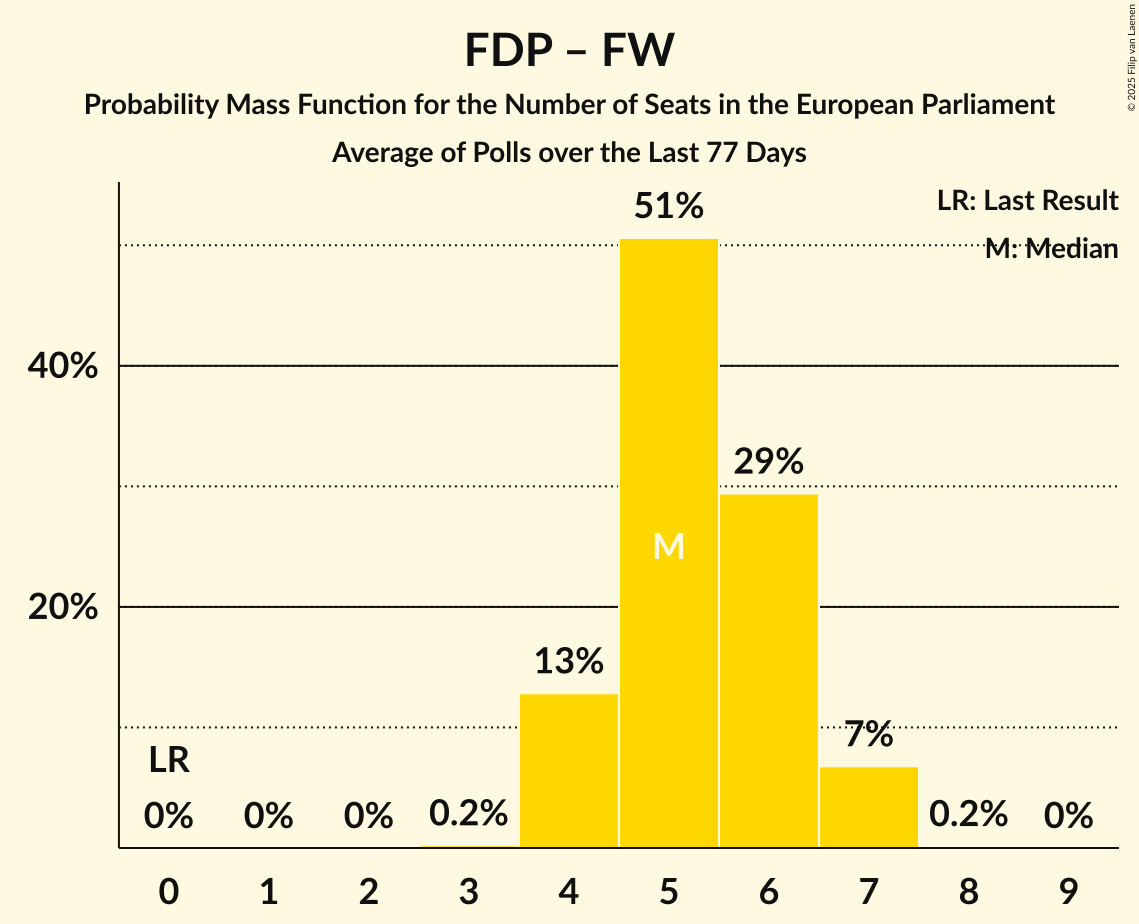 FDP – FW
Probability Mass Function for the Number of Seats in the European Parliament
Average of Polls over the Last 77 Days
© 2025 Filip van Laenen
LR: Last Result
M: Median
51%
40%
29%
M
20%
13%
7%
LR
0% 0% 0% 0.2% 0.2% 0%
0 1 2 3 4 5 6 7 8 9